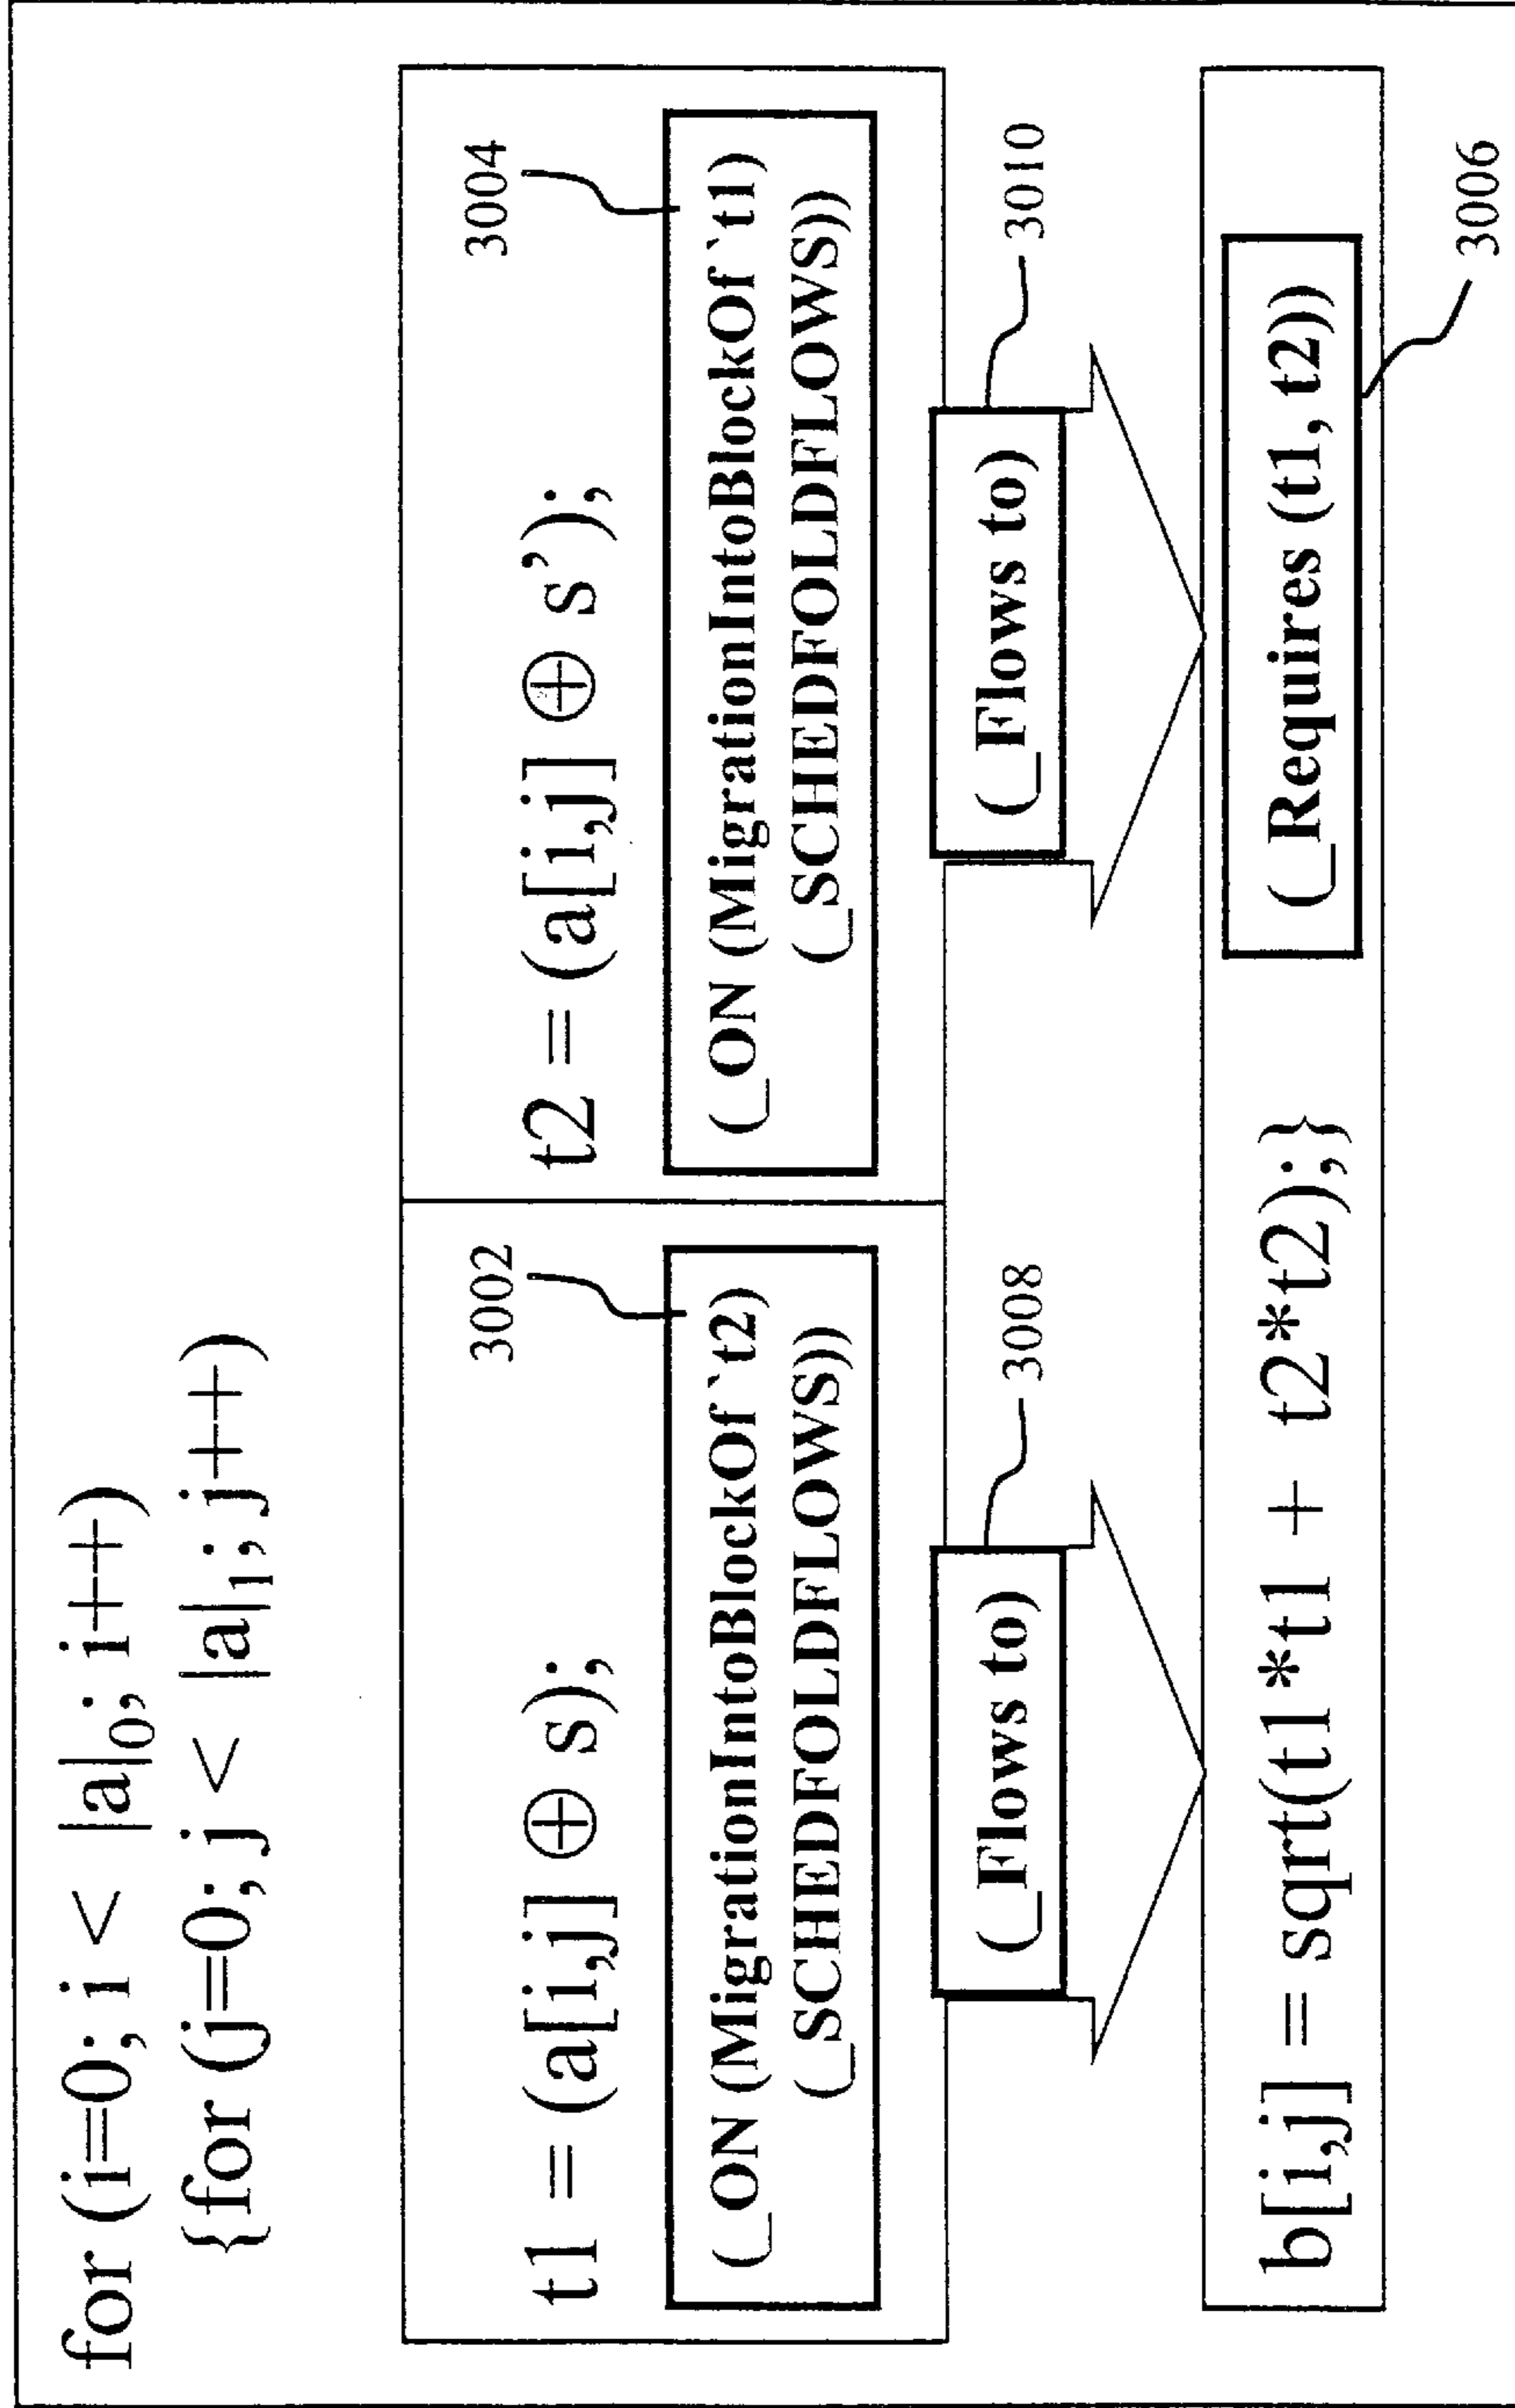 for (i=0; i < |a|₀; i++)
{for (j=0; j < |a|₁; j++)
t1 = (a[i,j] ⊕ s);
3002
(_ON (MigrationIntoBlockOf `t2)
(_SCHEDFOLDFLOWS))
t2 = (a[i,j] ⊕ s’);
3004
(_ON (MigrationIntoBlockOf `t1)
(_SCHEDFOLDFLOWS))
(_Flows to)
3008
(_Flows to)
3010
b[i,j] = sqrt(t1*t1 + t2*t2);}
(_Requires (t1, t2))
3006